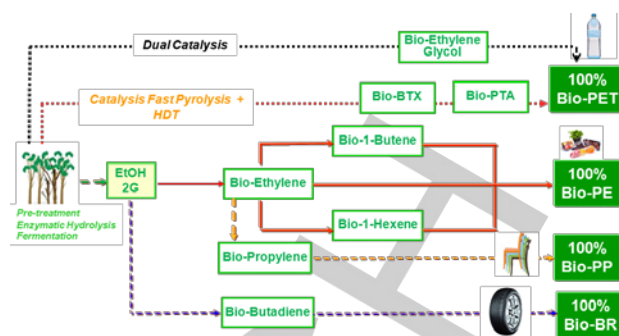 Dual Catalysis
Bio-Ethylene
Glycol
100%
Bio-PET
Catalysis Fast Pyrolysis +
HDT
Bio-BTX
Bio-PTA
Bio-1-Butene
EtOH
2G
Bio-Ethylene
100%
Bio-PE
Pre-treatment
Enzymatic Hydrolysis
Fermentation
Bio-1-Hexene
Bio-Propylene
100%
Bio-PP
Bio-Butadiene
100%
Bio-BR